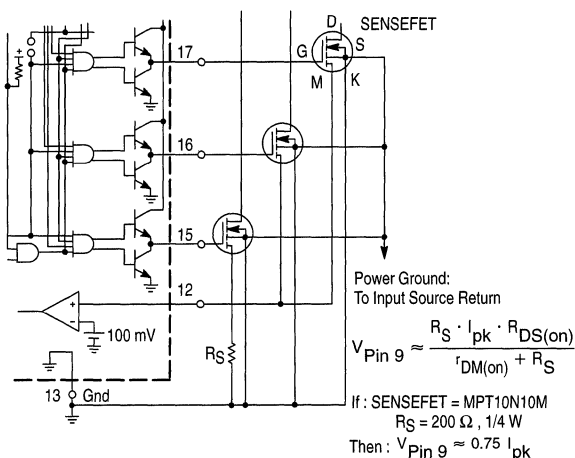 D SENSEFET
17
G
S
M
K
+
16
15
12
+
−
100 mV
RS
13 Gnd
Power Ground:
To Input Source Return
VPin 9 ≈ RS · Ipk · RDS(on)
rDM(on) + RS
If : SENSEFET = MPT10N10M
RS = 200 Ω , 1/4 W
Then : VPin 9 ≈ 0.75 Ipk